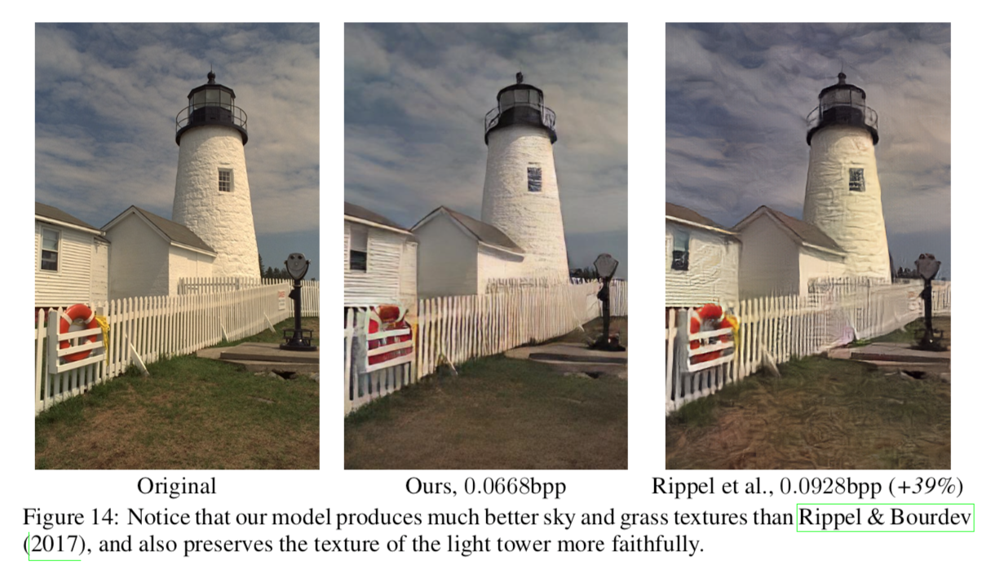 Original
Ours, 0.0668bpp
Rippel et al., 0.0928bpp (+39%)
Figure 14: Notice that our model produces much better sky and grass textures than Rippel & Bourdev
(2017), and also preserves the texture of the light tower more faithfully.